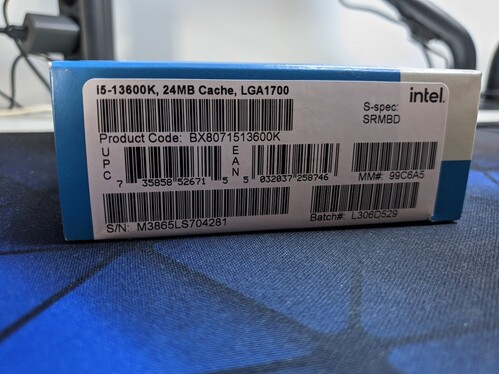 i5-13600K, 24MB Cache, LGA1700
intel.
S-spec:
SRMBD
Product Code: BX8071513600K
UPC
7 35858 52671 5
EAN
5 032037 258746
MM#: 99C6A5
S/N: M3865LS704281
Batch#: L306D529